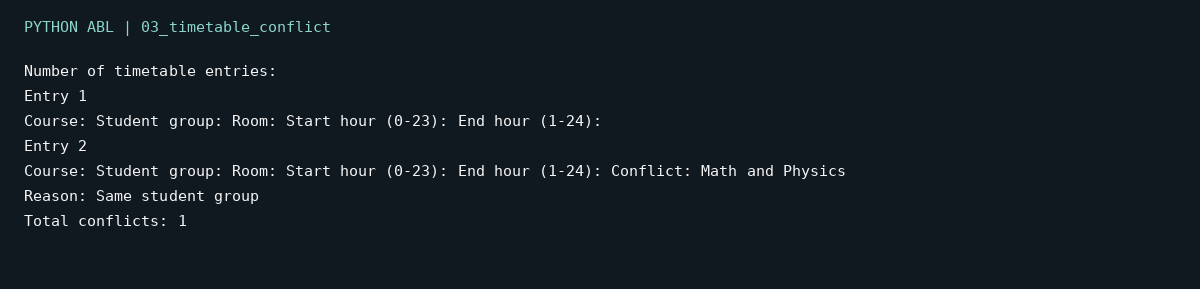 PYTHON ABL | 03_timetable_conflict
Number of timetable entries:
Entry 1
Course: Student group: Room: Start hour (0-23): End hour (1-24):
Entry 2
Course: Student group: Room: Start hour (0-23): End hour (1-24): Conflict: Math and Physics
Reason: Same student group
Total conflicts: 1